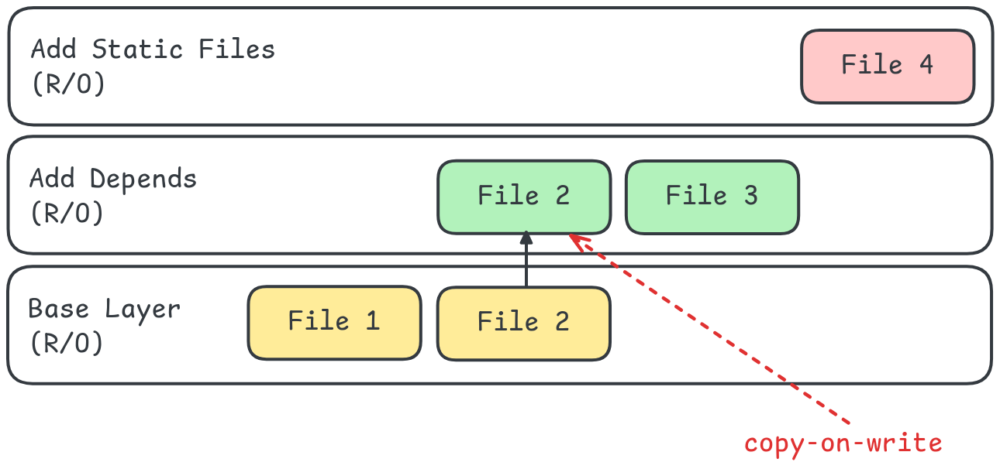 Add Static Files
(R/O)
File 4
Add Depends
(R/O)
File 2
File 3
Base Layer
(R/O)
File 1
File 2
copy-on-write